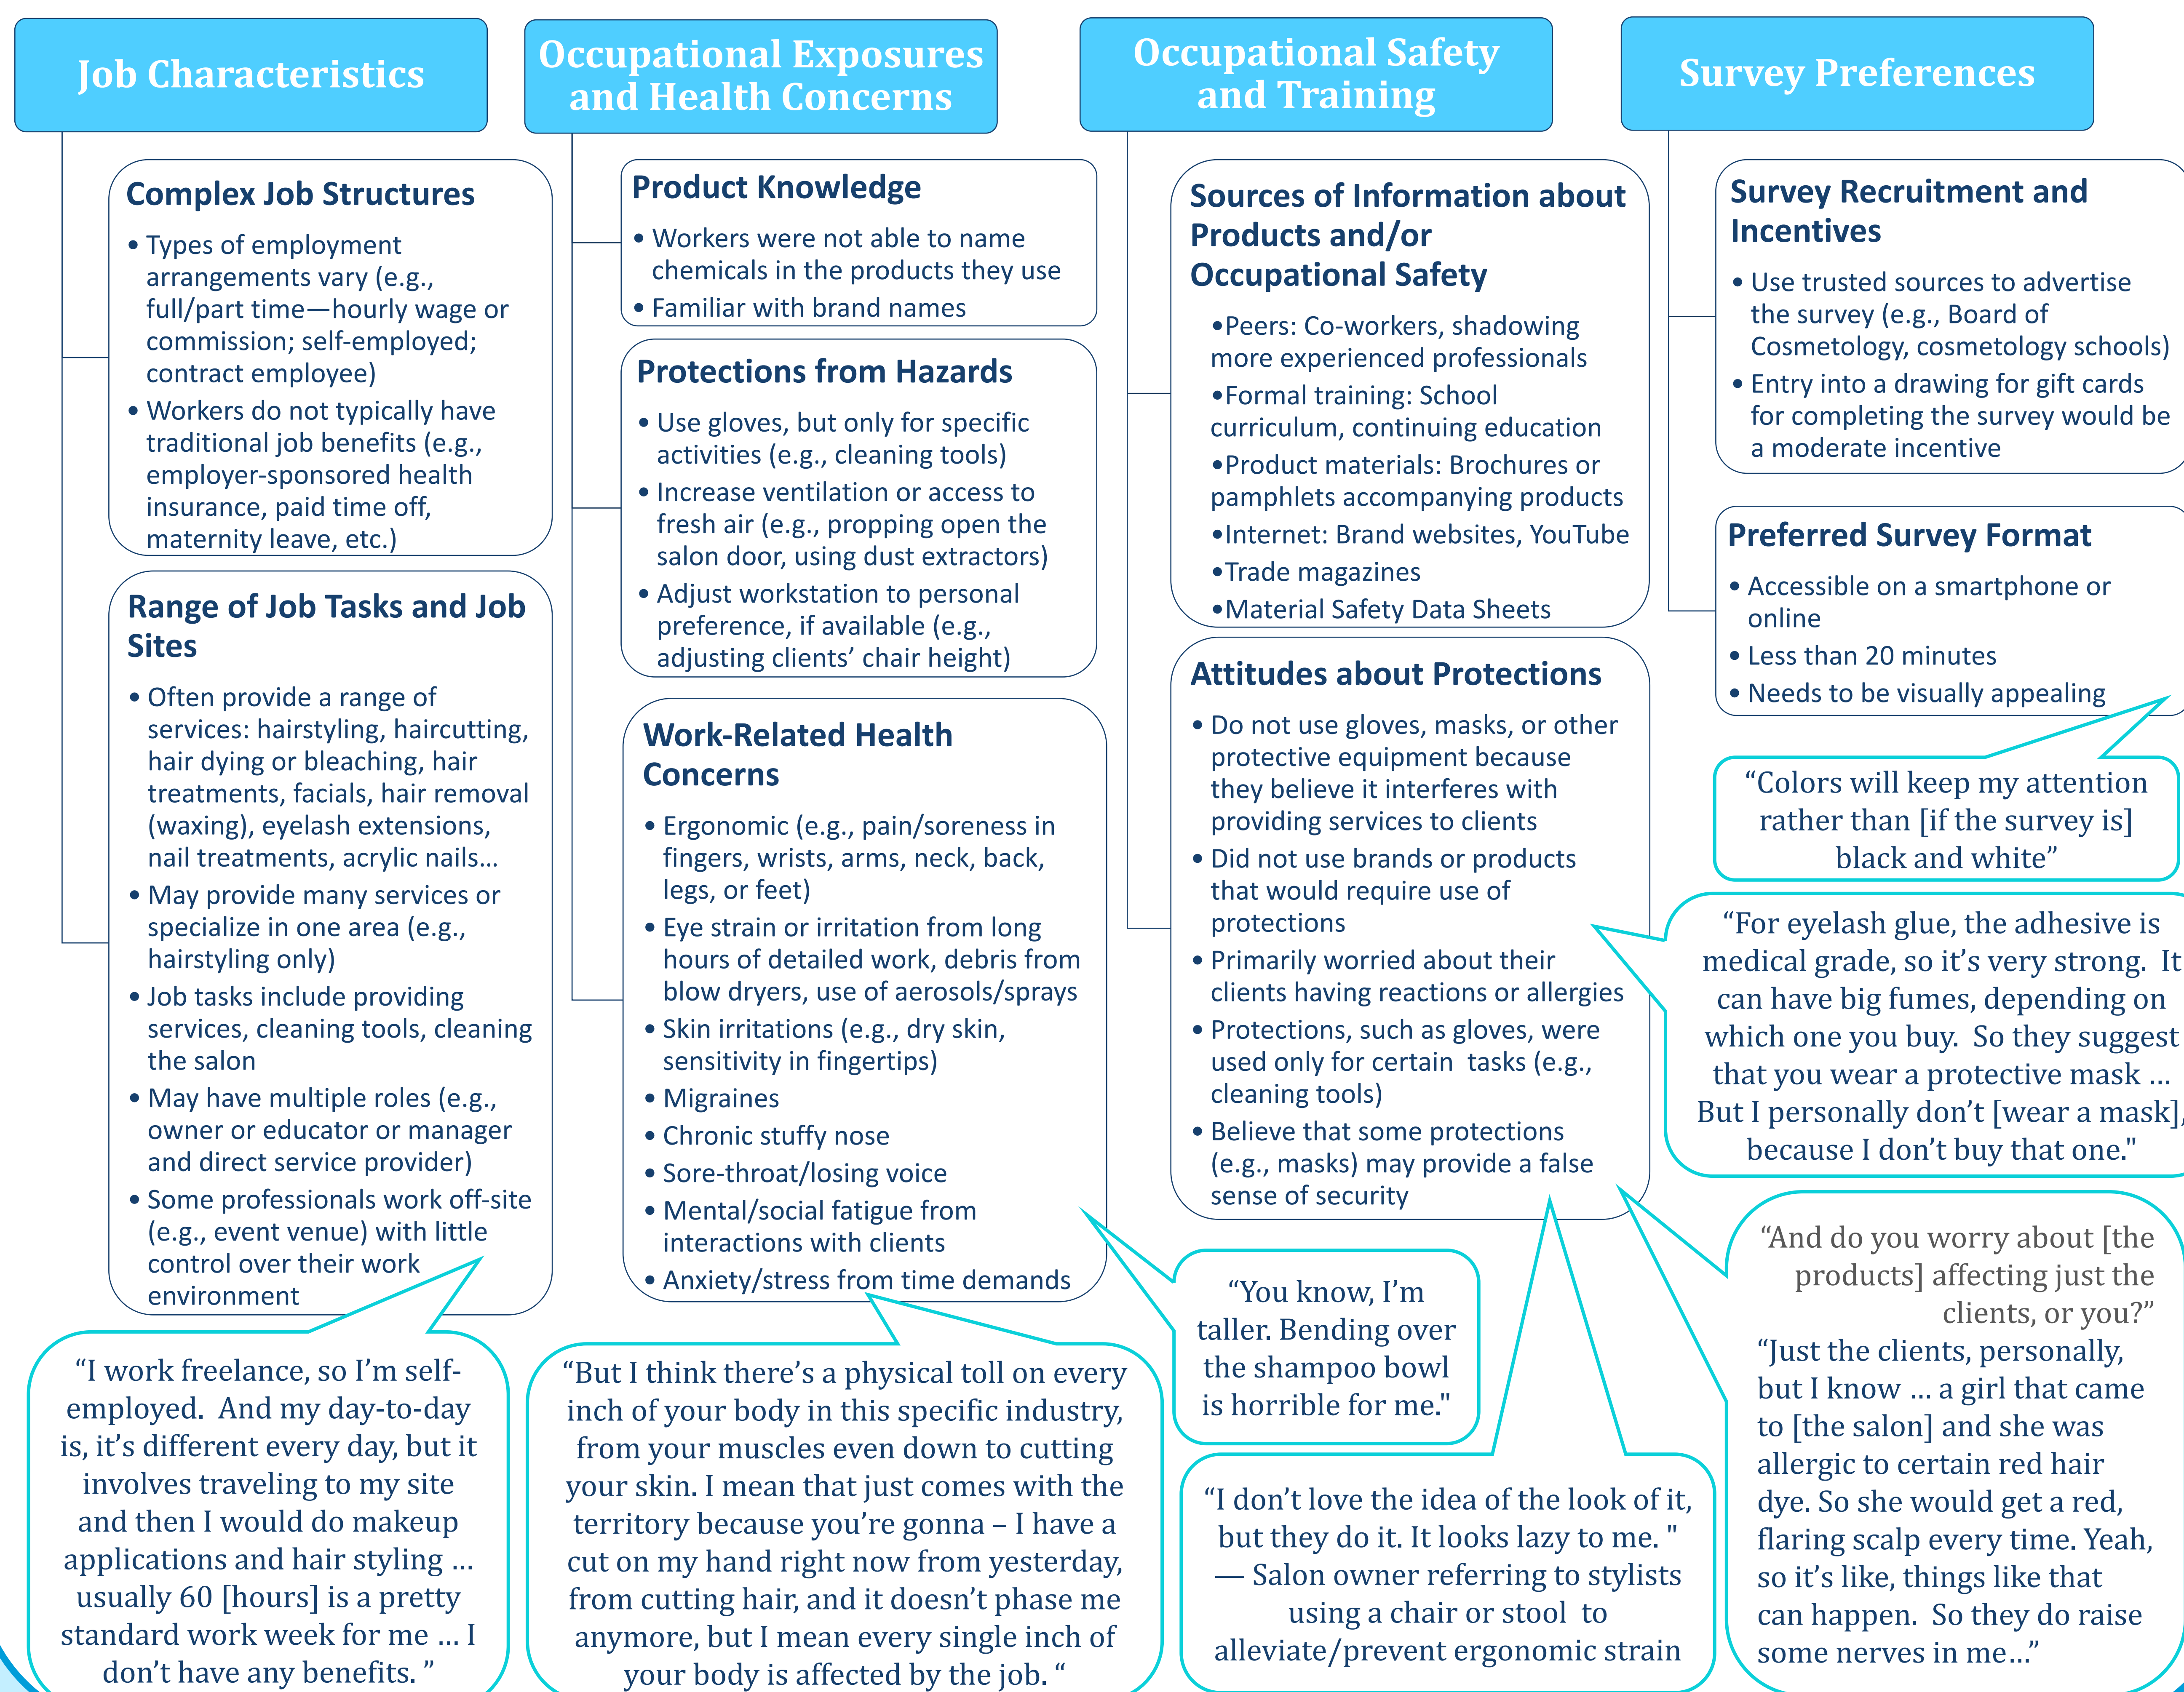 Job Characteristics
Complex Job Structures
• Types of employment
arrangements vary (e.g.,
full/part time—hourly wage or
commission; self-employed;
contract employee)
• Workers do not typically have
traditional job benefits (e.g.,
employer-sponsored health
insurance, paid time off,
maternity leave, etc.)
Range of Job Tasks and Job
Sites
• Often provide a range of
services: hairstyling, haircutting,
hair dying or bleaching, hair
treatments, facials, hair removal
(waxing), eyelash extensions,
nail treatments, acrylic nails…
• May provide many services or
specialize in one area (e.g.,
hairstyling only)
• Job tasks include providing
services, cleaning tools, cleaning
the salon
• May have multiple roles (e.g.,
owner or educator or manager
and direct service provider)
• Some professionals work off-site
(e.g., event venue) with little
control over their work
environment
“I work freelance, so I’m self-
employed.  And my day-to-day
is, it’s different every day, but it
involves traveling to my site
and then I would do makeup
applications and hair styling …
usually 60 [hours] is a pretty
standard work week for me … I
don’t have any benefits. ”
Occupational Exposures
and Health Concerns
Product Knowledge
• Workers were not able to name
chemicals in the products they use
• Familiar with brand names
Protections from Hazards
• Use gloves, but only for specific
activities (e.g., cleaning tools)
• Increase ventilation or access to
fresh air (e.g., propping open the
salon door, using dust extractors)
• Adjust workstation to personal
preference, if available (e.g.,
adjusting clients’ chair height)
Work-Related Health
Concerns
• Ergonomic (e.g., pain/soreness in
fingers, wrists, arms, neck, back,
legs, or feet)
• Eye strain or irritation from long
hours of detailed work, debris from
blow dryers, use of aerosols/sprays
• Skin irritations (e.g., dry skin,
sensitivity in fingertips)
• Migraines
• Chronic stuffy nose
• Sore-throat/losing voice
• Mental/social fatigue from
interactions with clients
• Anxiety/stress from time demands
“But I think there’s a physical toll on every
inch of your body in this specific industry,
from your muscles even down to cutting
your skin. I mean that just comes with the
territory because you’re gonna – I have a
cut on my hand right now from yesterday,
from cutting hair, and it doesn’t phase me
anymore, but I mean every single inch of
your body is affected by the job. “
“You know, I’m
taller. Bending over
the shampoo bowl
is horrible for me."
Occupational Safety
and Training
Sources of Information about
Products and/or
Occupational Safety
•Peers: Co-workers, shadowing
more experienced professionals
•Formal training: School
curriculum, continuing education
•Product materials: Brochures or
pamphlets accompanying products
•Internet: Brand websites, YouTube
•Trade magazines
•Material Safety Data Sheets
Attitudes about Protections
• Do not use gloves, masks, or other
protective equipment because
they believe it interferes with
providing services to clients
• Did not use brands or products
that would require use of
protections
• Primarily worried about their
clients having reactions or allergies
• Protections, such as gloves, were
used only for certain  tasks (e.g.,
cleaning tools)
• Believe that some protections
(e.g., masks) may provide a false
sense of security
“I don’t love the idea of the look of it,
but they do it. It looks lazy to me. "
— Salon owner referring to stylists
using a chair or stool  to
alleviate/prevent ergonomic strain
Survey Preferences
Survey Recruitment and
Incentives
• Use trusted sources to advertise
the survey (e.g., Board of
Cosmetology, cosmetology schools)
• Entry into a drawing for gift cards
for completing the survey would be
a moderate incentive
Preferred Survey Format
• Accessible on a smartphone or
online
• Less than 20 minutes
• Needs to be visually appealing
“Colors will keep my attention
rather than [if the survey is]
black and white”
“For eyelash glue, the adhesive is
medical grade, so it’s very strong.  It
can have big fumes, depending on
which one you buy.  So they suggest
that you wear a protective mask …
But I personally don’t [wear a mask],
because I don’t buy that one."
“And do you worry about [the
products] affecting just the
clients, or you?”
“Just the clients, personally,
but I know … a girl that came
to [the salon] and she was
allergic to certain red hair
dye. So she would get a red,
flaring scalp every time. Yeah,
so it’s like, things like that
can happen.  So they do raise
some nerves in me…”